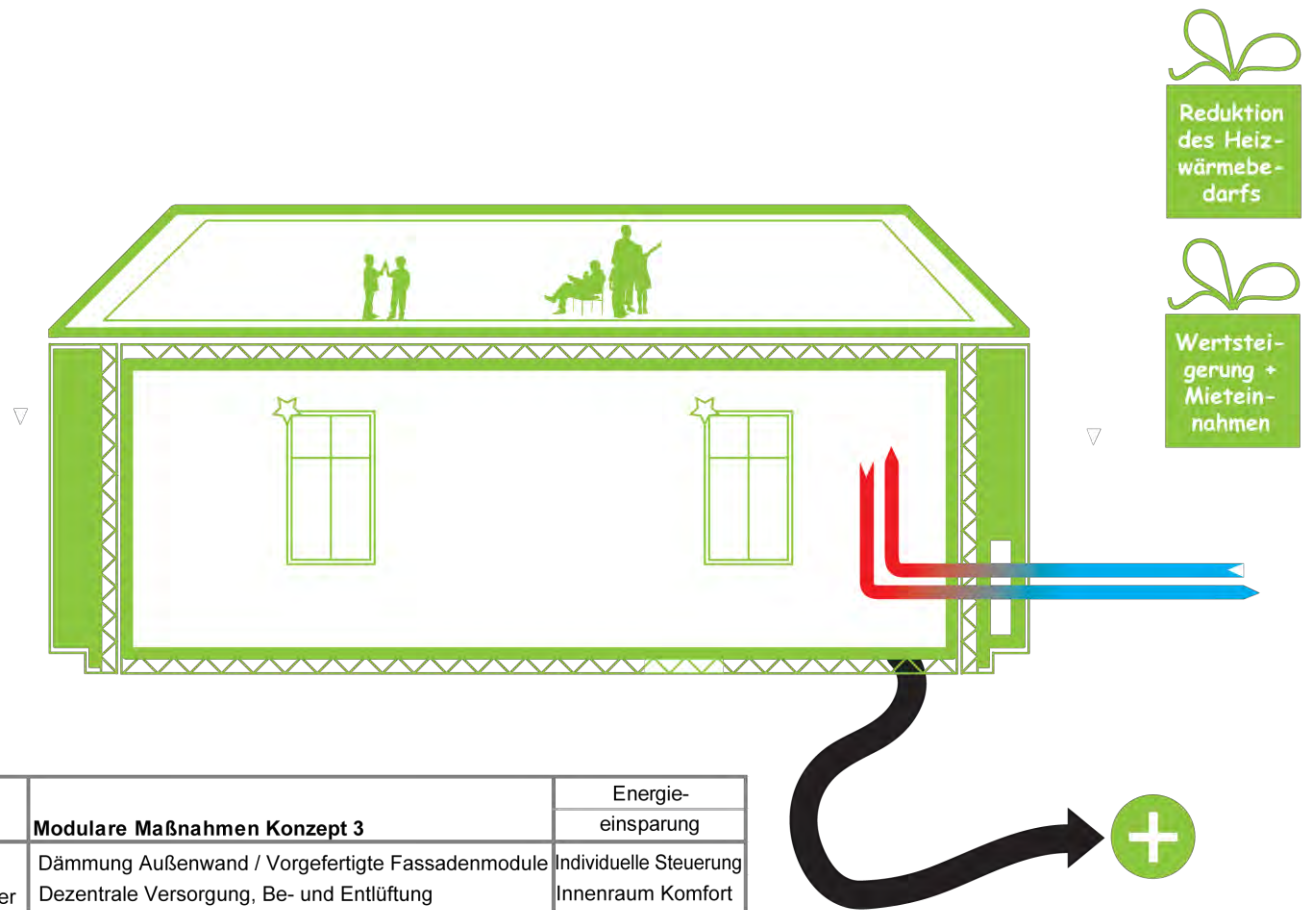 Reduktion
des Heiz-
wärmebe-
darfs
Wertstei-
gerung +
Mietein-
nahmen
Energie-
Modulare Maßnahmen Konzept 3 einsparung
Dämmung Außenwand / Vorgefertigte Fassadenmodule Individuelle Steuerung
er Dezentrale Versorgung, Be- und Entlüftung Innenraum Komfort